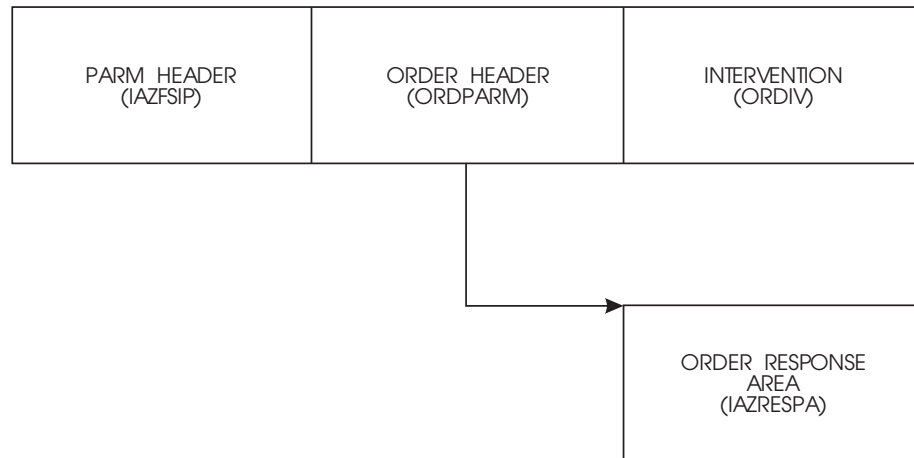 PARM HEADER
(IAZFSIP)
ORDER HEADER
(ORDPARM)
INTERVENTION
(ORDIV)
ORDER RESPONSE
AREA
(IAZRESPA)